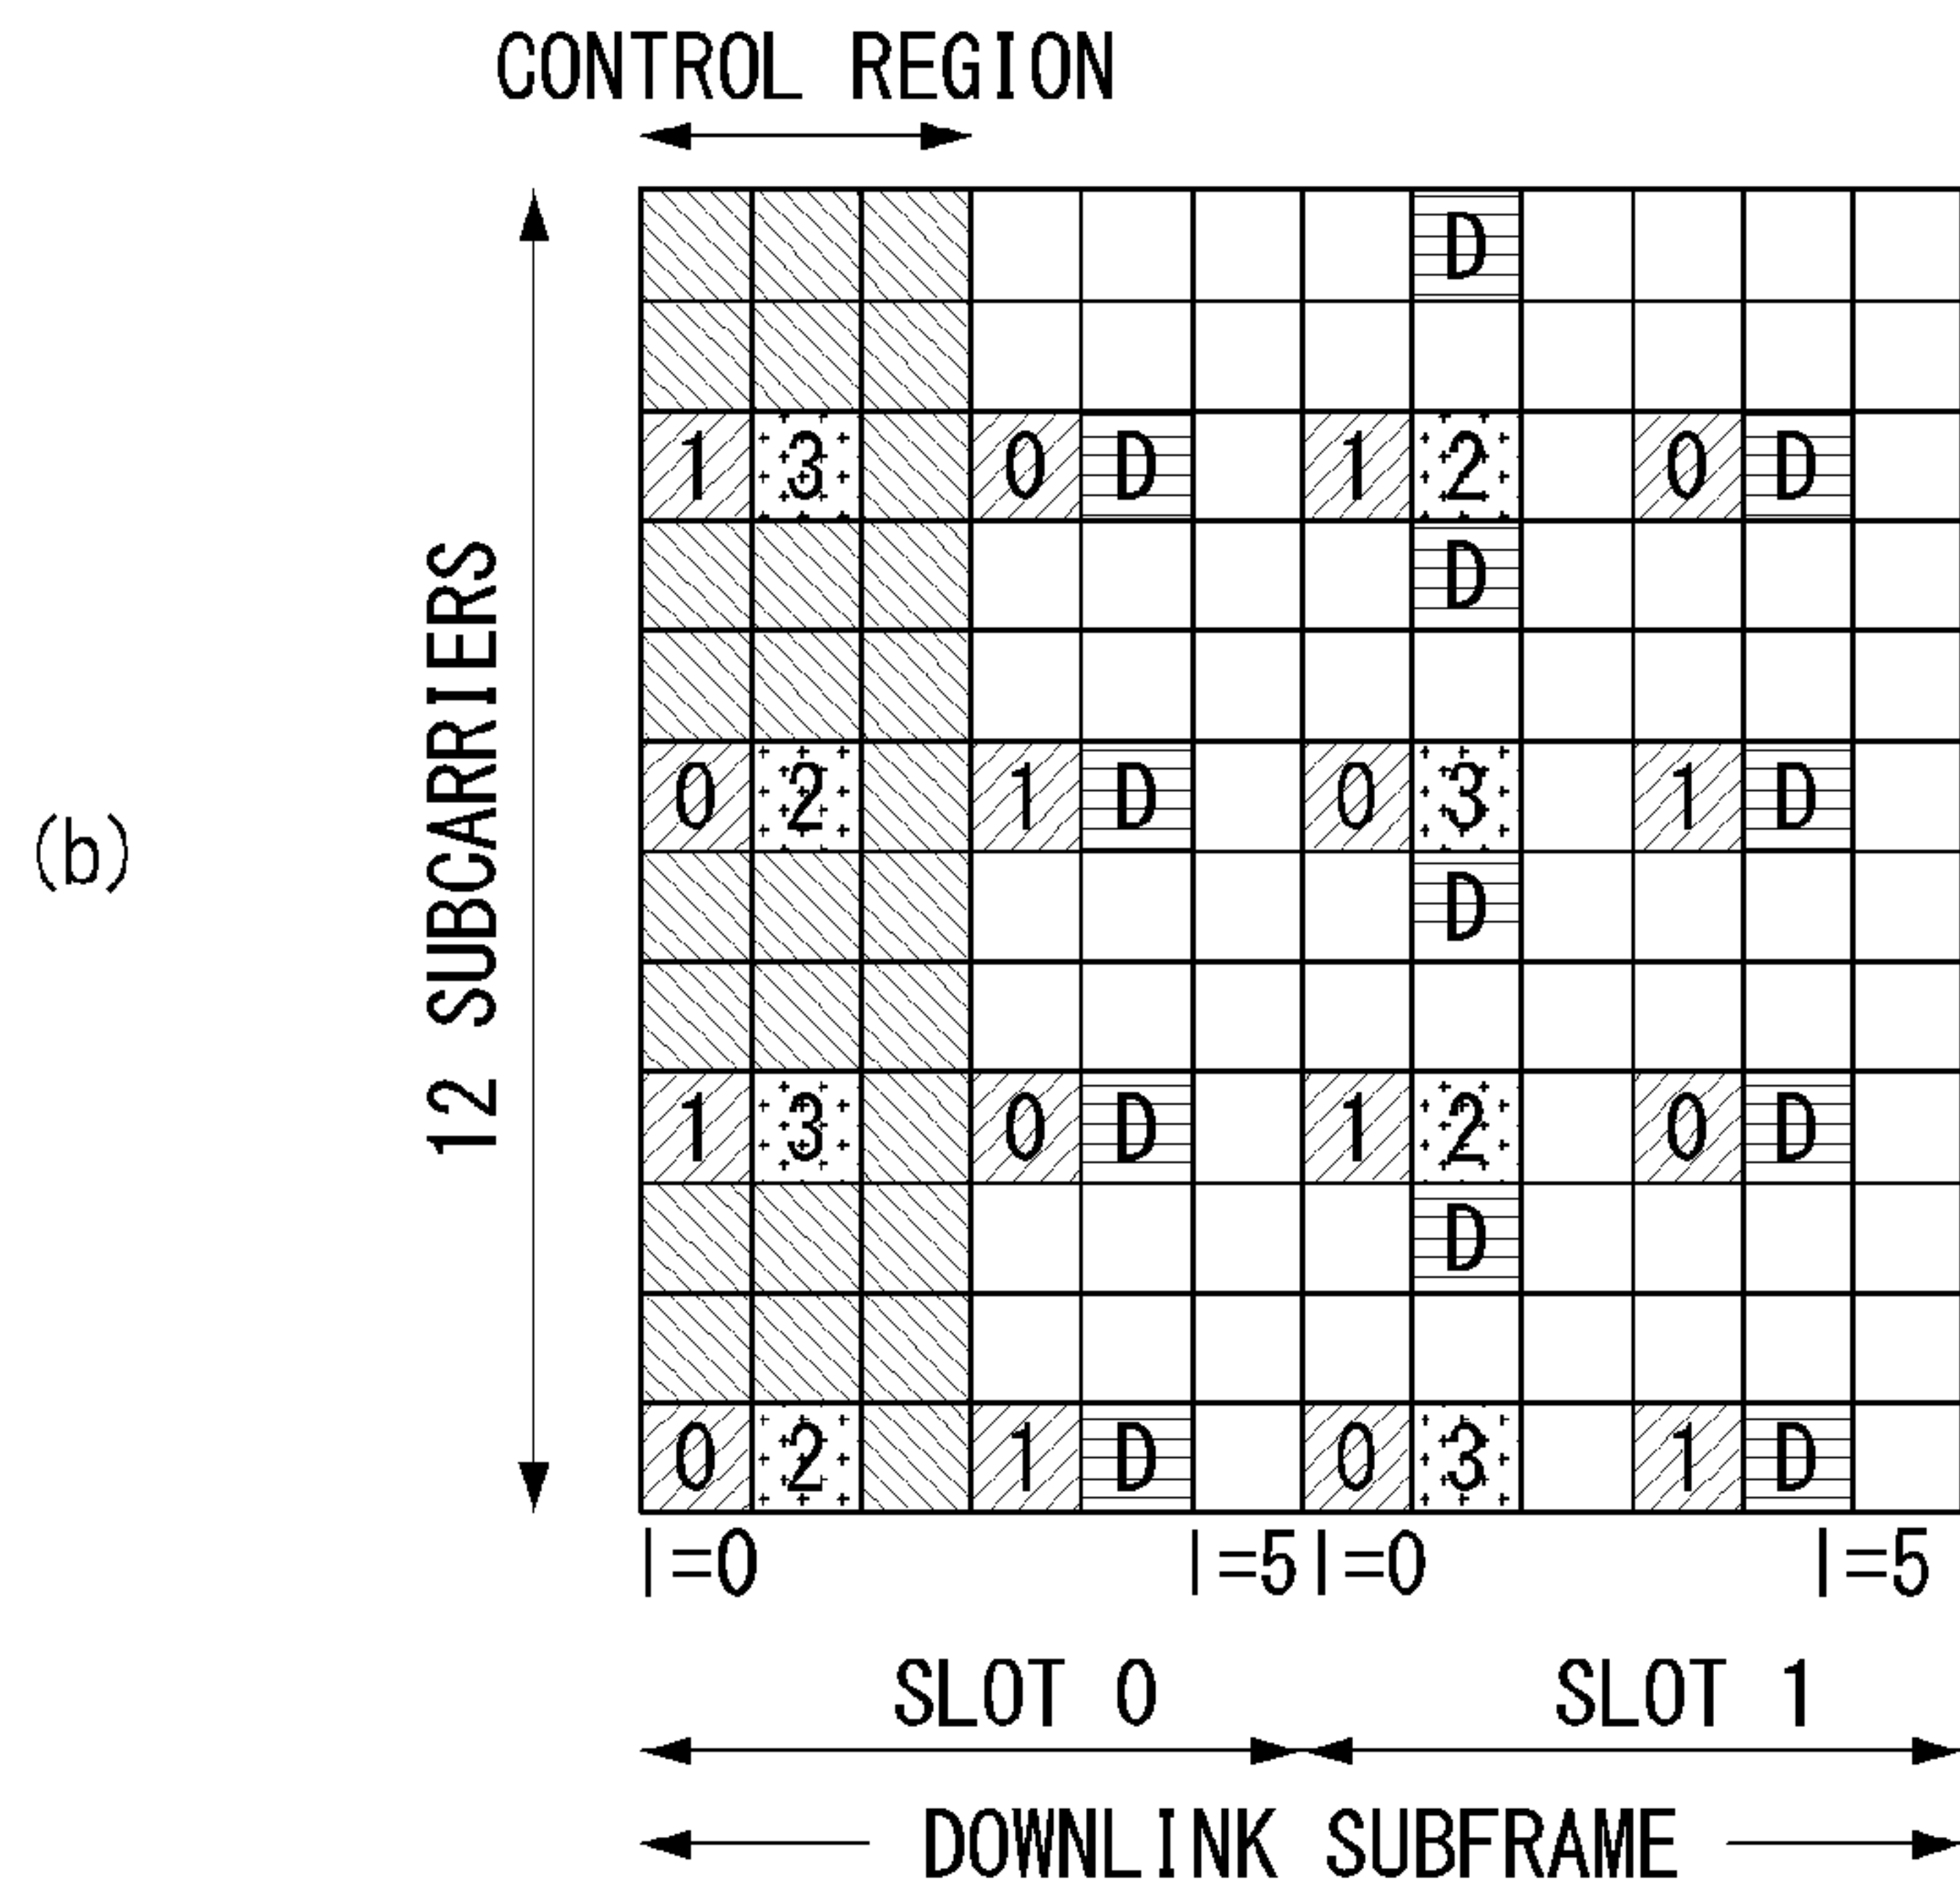 CONTROL REGION
D
1 3 0 D 1 2 0 D
D
12 SUBCARRIERS
(b)
0 2 1 D 0 3 1 D
D
1 3 0 D 1 2 0 D
D
0 2 1 D 0 3 1 D
l=0 l=5 l=0 l=5
SLOT 0 SLOT 1
DOWNLINK SUBFRAME